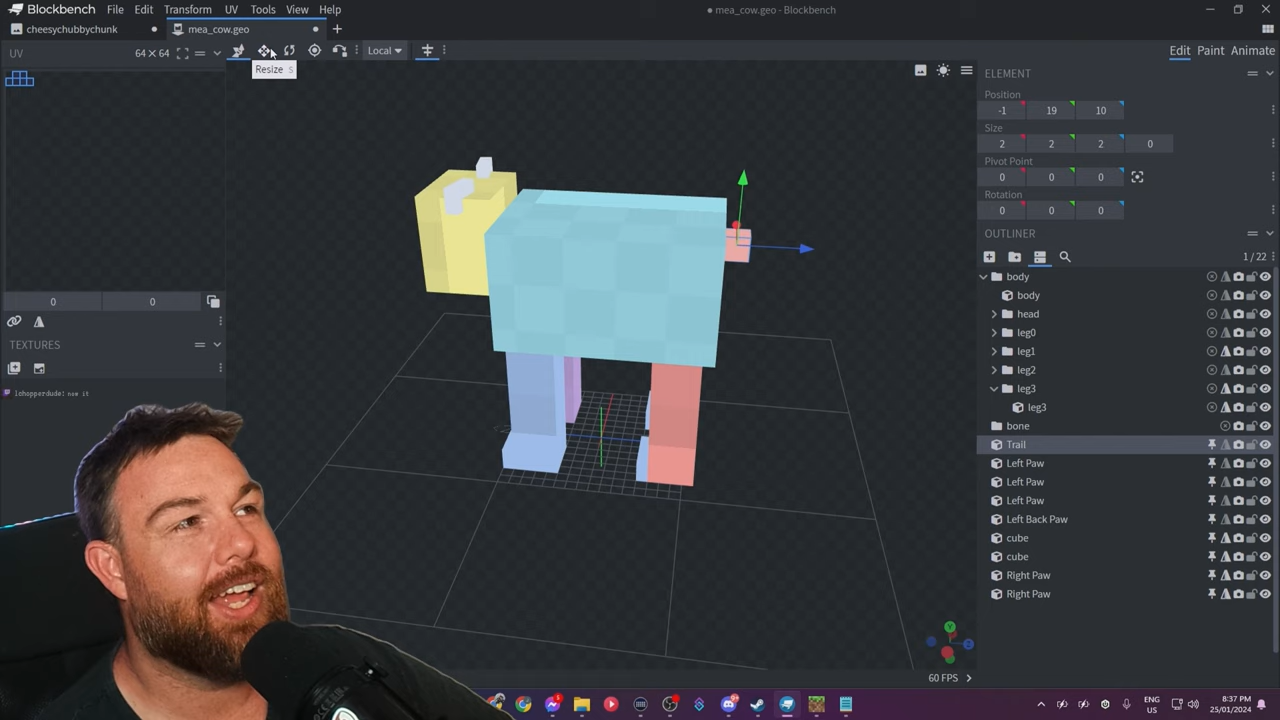 Blockbench File Edit Transform UV Tools View Help
mea_cow.geo - Blockbench
cheesychubbychunk
mea_cow.geo
UV
64 × 64
Local
Edit Paint Animate
Resize S
ELEMENT
Position
-1 19 10
Size
2 2 2 0
Pivot Point
0 0 0
Rotation
0 0 0
OUTLINER
1 / 22
body
body
head
leg0
leg1
leg2
leg3
leg3
bone
Trail
Left Paw
Left Paw
Left Paw
Left Back Paw
cube
cube
Right Paw
Right Paw
0 0
TEXTURES
lshopperdude: now it
60 FPS
ENG
US
8:37 PM
25/01/2024